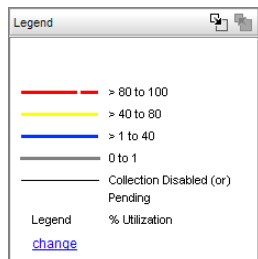 Legend
> 80 to 100
> 40 to 80
> 1 to 40
0 to 1
Collection Disabled (or)
Pending
Legend % Utilization
change